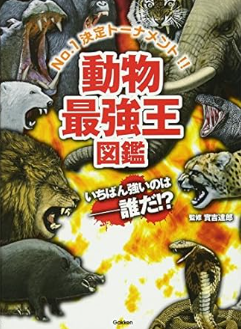 No.1決定トーナメント!!
動物
最強王
図鑑
いちばん強いのは
誰だ!?
監修 實吉達郎
Gakken